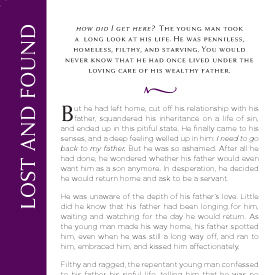 LOST AND FOUND
HOW DID I GET HERE? THE YOUNG MAN TOOK
A LONG LOOK AT HIS LIFE. HE WAS PENNILESS,
HOMELESS, FILTHY, AND STARVING. YOU WOULD
NEVER KNOW THAT HE HAD ONCE LIVED UNDER THE
LOVING CARE OF HIS WEALTHY FATHER.
But he had left home, cut off his relationship with his
father, squandered his inheritance on a life of sin,
and ended up in this pitiful state. He finally came to his
senses, and a deep feeling welled up in him: I need to go
back to my father. But he was so ashamed. After all he
had done, he wondered whether his father would even
want him as a son anymore. In desperation, he decided
he would return home and ask to be a servant.
He was unaware of the depth of his father's love. Little
did he know that his father had been longing for him,
waiting and watching for the day he would return. As
the young man made his way home, his father spotted
him, even when he was still a long way off, and ran to
him, embraced him, and kissed him affectionately.
Filthy and ragged, the repentant young man confessed
to his father his sinful life, telling him that he was no